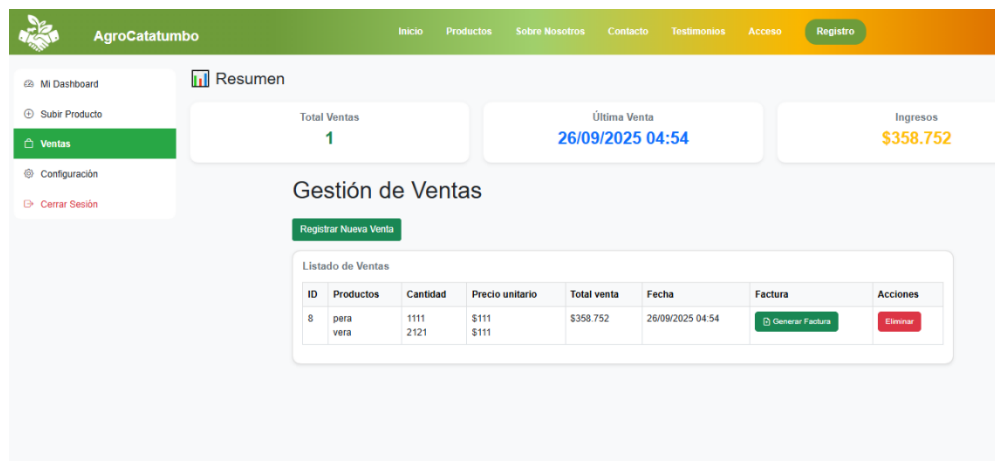 AgroCatatumbo
Inicio Productos Sobre Nosotros Contacto Testimonios Acceso Registro
Mi Dashboard
Subir Producto
Ventas
Configuración
Cerrar Sesión
Resumen
Total Ventas
1
Última Venta
26/09/2025 04:54
Ingresos
$358.752
Gestión de Ventas
Registrar Nueva Venta
Listado de Ventas
ID Productos Cantidad Precio unitario Total venta Fecha Factura Acciones
8 pera 1111 $111 $358.752 26/09/2025 04:54 Generar Factura Eliminar
vera 2121 $111